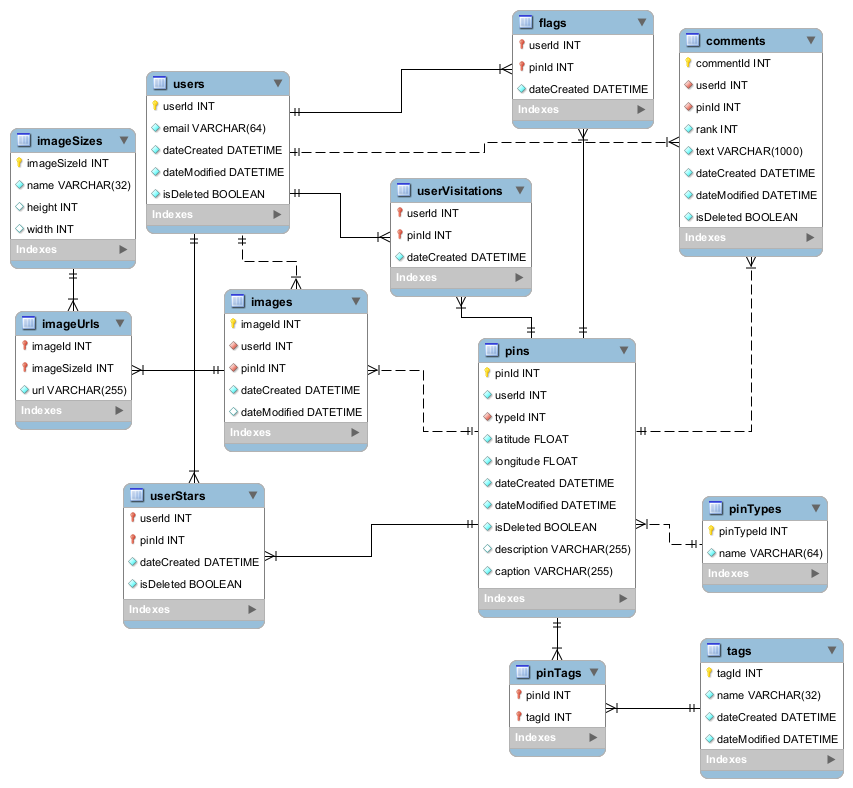 flags
userId INT
pinId INT
dateCreated DATETIME
Indexes
comments
commentId INT
userId INT
pinId INT
rank INT
text VARCHAR(1000)
dateCreated DATETIME
dateModified DATETIME
isDeleted BOOLEAN
Indexes
users
userId INT
email VARCHAR(64)
dateCreated DATETIME
dateModified DATETIME
isDeleted BOOLEAN
Indexes
imageSizes
imageSizeId INT
name VARCHAR(32)
height INT
width INT
Indexes
userVisitations
userId INT
pinId INT
dateCreated DATETIME
Indexes
images
imageId INT
userId INT
pinId INT
dateCreated DATETIME
dateModified DATETIME
Indexes
imageUrls
imageId INT
imageSizeId INT
url VARCHAR(255)
Indexes
pins
pinId INT
userId INT
typeId INT
latitude FLOAT
longitude FLOAT
dateCreated DATETIME
dateModified DATETIME
isDeleted BOOLEAN
description VARCHAR(255)
caption VARCHAR(255)
Indexes
userStars
userId INT
pinId INT
dateCreated DATETIME
isDeleted BOOLEAN
Indexes
pinTypes
pinTypeId INT
name VARCHAR(64)
Indexes
pinTags
pinId INT
tagId INT
Indexes
tags
tagId INT
name VARCHAR(32)
dateCreated DATETIME
dateModified DATETIME
Indexes